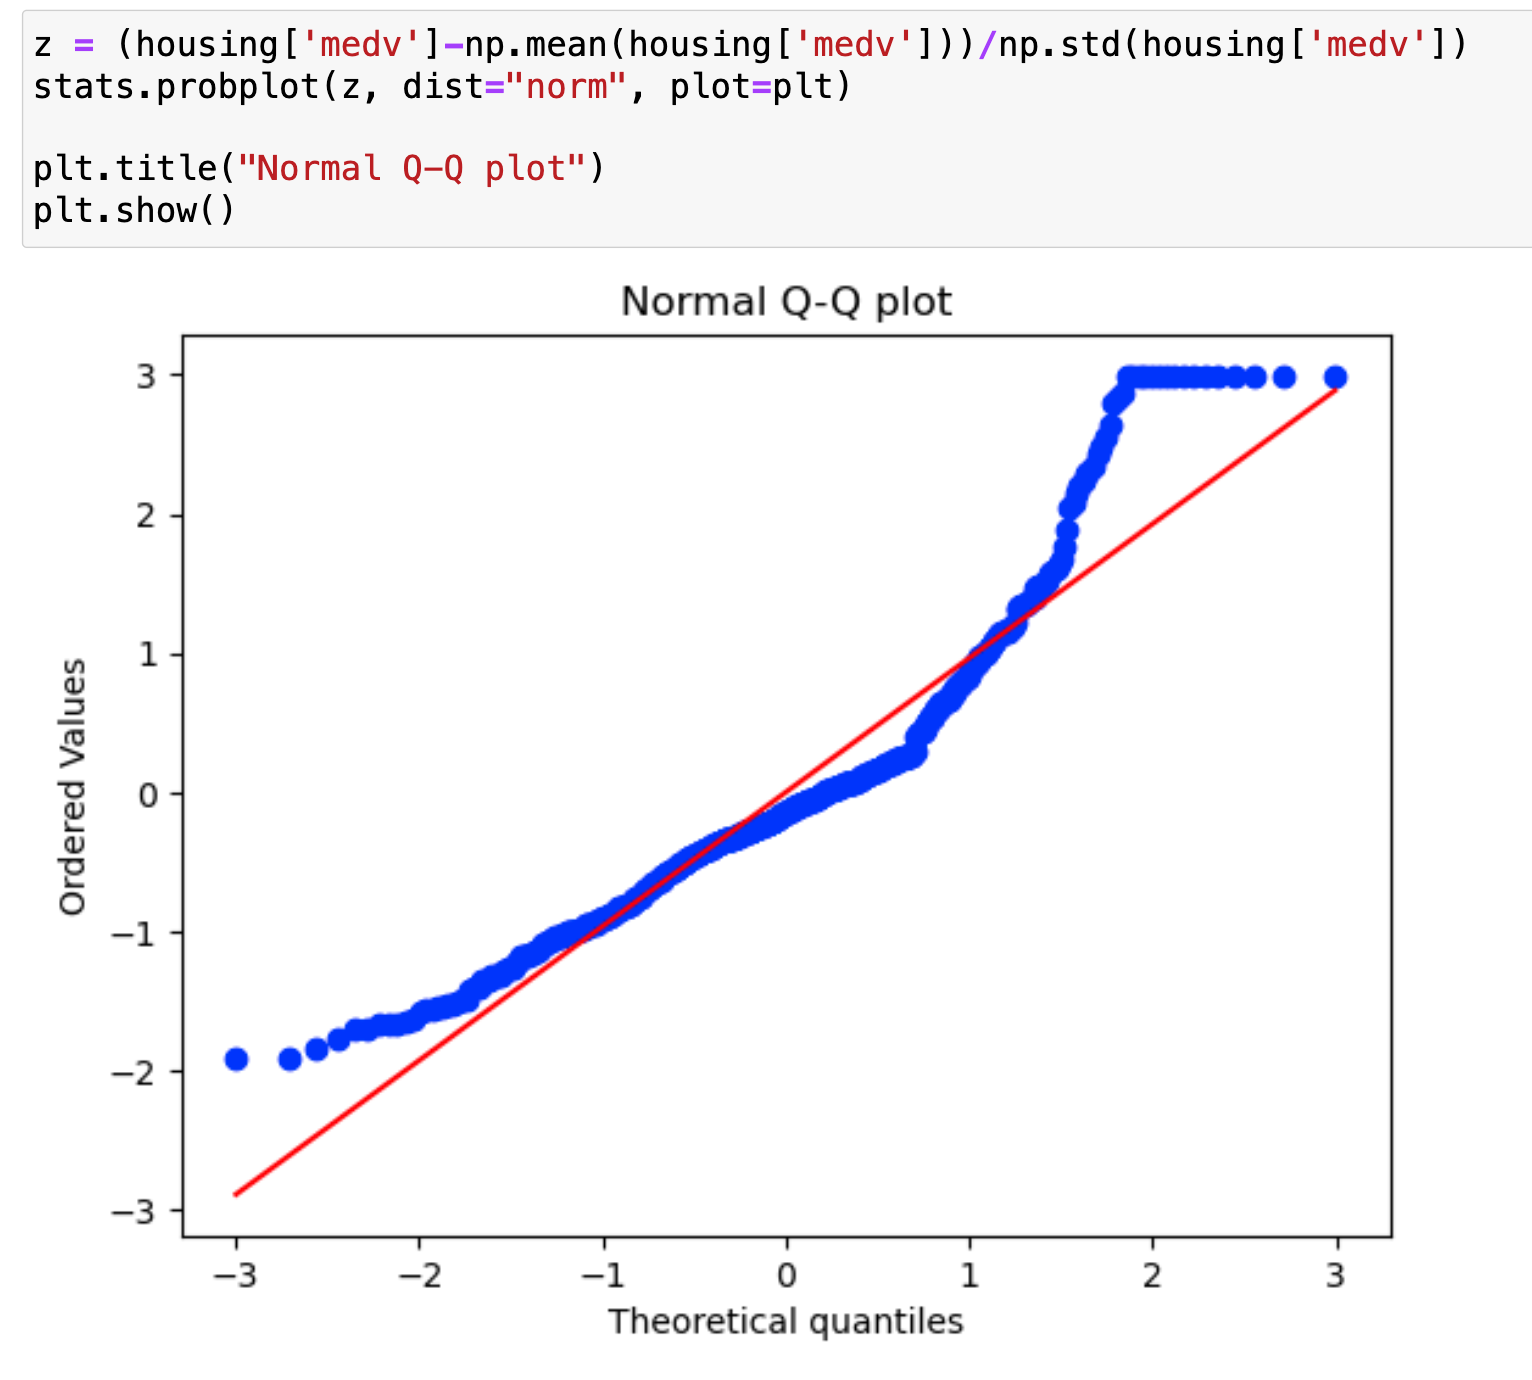 z = (housing['medv']-np.mean(housing['medv']))/np.std(housing['medv'])
stats.probplot(z, dist="norm", plot=plt)
plt.title("Normal Q-Q plot")
plt.show()
Normal Q-Q plot
3
2
1
0
−1
−2
−3
Ordered Values
−3 −2 −1 0 1 2 3
Theoretical quantiles